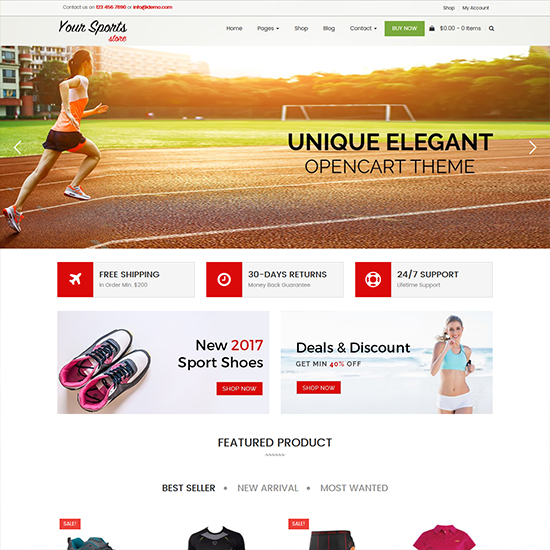 Contact us on 123 456 7890 or info@demo.com
Shop
My Account
Your Sports
store
Home
Pages
Shop
Blog
Contact
BUY NOW
$0.00 - 0 Items
UNIQUE ELEGANT
OPENCART THEME
FREE SHIPPING
In Order Min. $200
30-DAYS RETURNS
Money Back Guarantee
24/7 SUPPORT
Lifetime Support
New 2017
Sport Shoes
SHOP NOW
Deals & Discount
GET MIN 40% OFF
SHOP NOW
FEATURED PRODUCT
BEST SELLER
NEW ARRIVAL
MOST WANTED
SALE!
SALE!